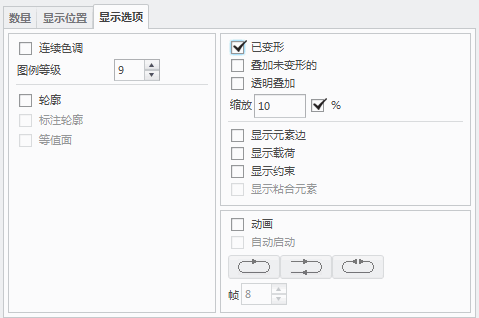 数量 显示位置 显示选项
连续色调
图例等级 9
轮廓
标注轮廓
等值面
已变形
叠加未变形的
透明叠加
缩放 10 %
显示元素边
显示载荷
显示约束
显示粘合元素
动画
自动启动
帧 8